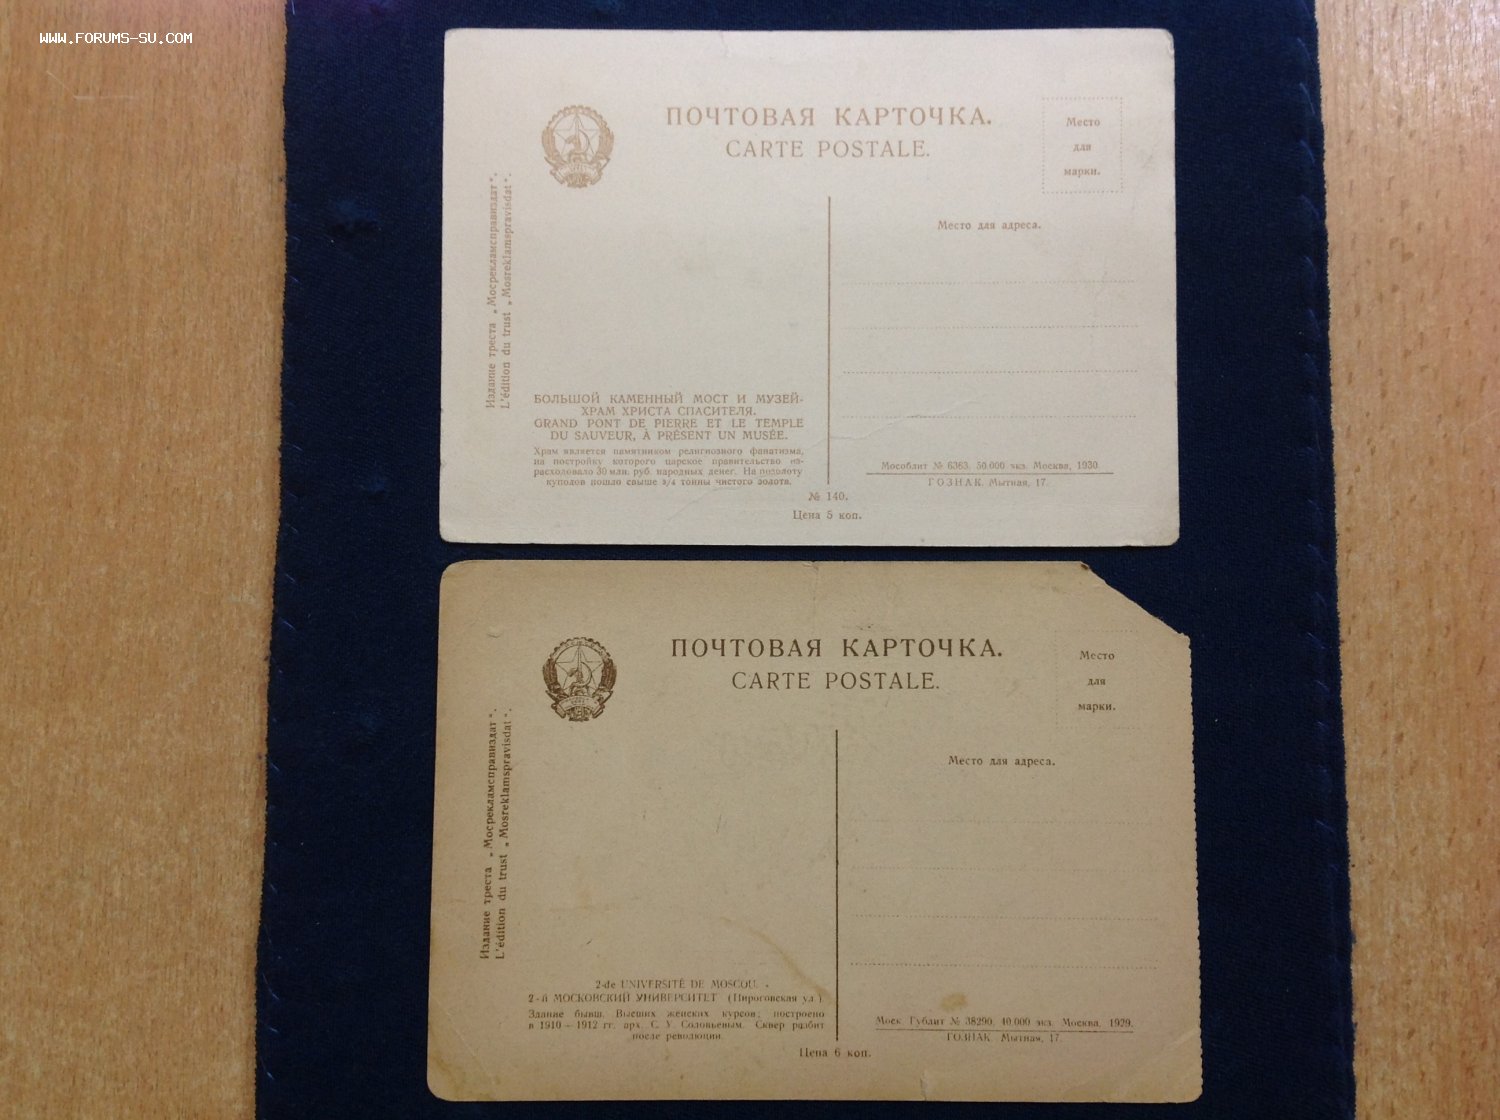 WWW.FORUMS-SU.COM
ПОЧТОВАЯ КАРТОЧКА.
CARTE POSTALE.
Место
для
марки.
Издание треста „Мосрекламсправиздат".
L'édition du trust „Mosreklamspravisdat".
Место для адреса.
БОЛЬШОЙ КАМЕННЫЙ МОСТ И МУЗЕЙ-
ХРАМ ХРИСТА СПАСИТЕЛЯ.
GRAND PONT DE PIERRE ET LE TEMPLE
DU SAUVEUR, À PRÉSENT UN MUSÉE.
Храм является памятником религиозного фанатизма,
на постройку которого царское правительство из-
расходовало 30 млн. руб. народных денег. На позолоту
куполов пошло свыше 3/4 тонны чистого золота.
Мособлит № 6363. 50.000 экз. Москва, 1930.
ГОЗНАК. Мытная, 17.
№ 140.
Цена 5 коп.
ПОЧТОВАЯ КАРТОЧКА.
CARTE POSTALE.
Место
для
марки.
Издание треста „Мосрекламсправиздат".
L'édition du trust „Mosreklamspravisdat".
Место для адреса.
2-de UNIVERSITÉ DE MOSCOU.
2-й МОСКОВСКИЙ УНИВЕРСИТЕТ (Пироговская ул.).
Здание бывш. Высших женских курсов; построено
в 1910 – 1912 гг. арх. С. У. Соловьевым. Сквер разбит
после революции.
Моск. Гублит № 38290. 40.000 экз. Москва, 1929.
ГОЗНАК. Мытная, 17.
Цена 6 коп.